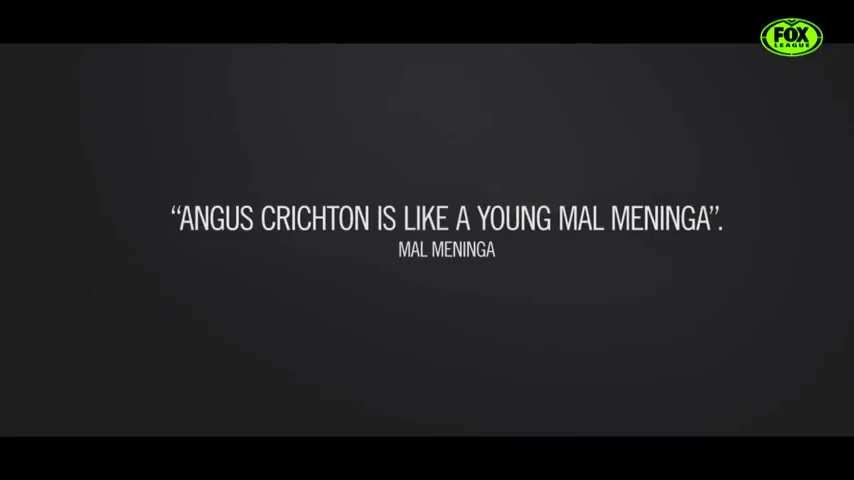 FOX
LEAGUE
“ANGUS CRICHTON IS LIKE A YOUNG MAL MENINGA”.
MAL MENINGA